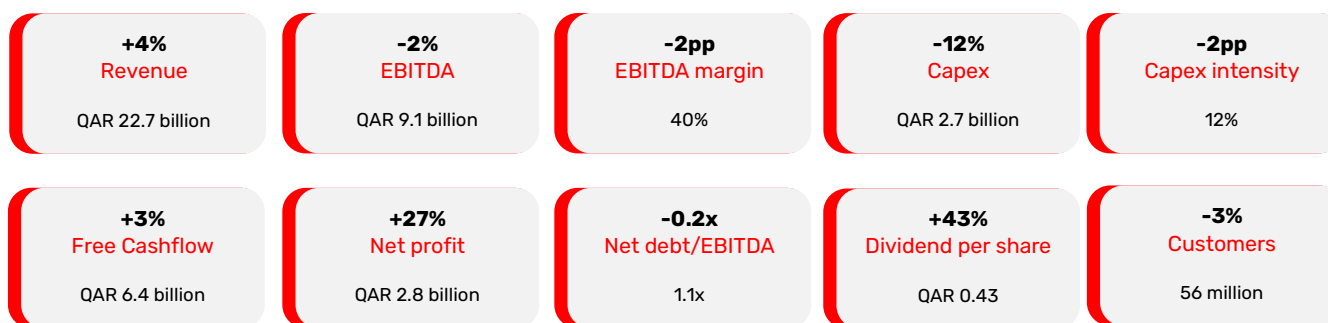 +4%
Revenue
QAR 22.7 billion
-2%
EBITDA
QAR 9.1 billion
-2pp
EBITDA margin
40%
-12%
Capex
QAR 2.7 billion
-2pp
Capex intensity
12%
+3%
Free Cashflow
QAR 6.4 billion
+27%
Net profit
QAR 2.8 billion
-0.2x
Net debt/EBITDA
1.1x
+43%
Dividend per share
QAR 0.43
-3%
Customers
56 million